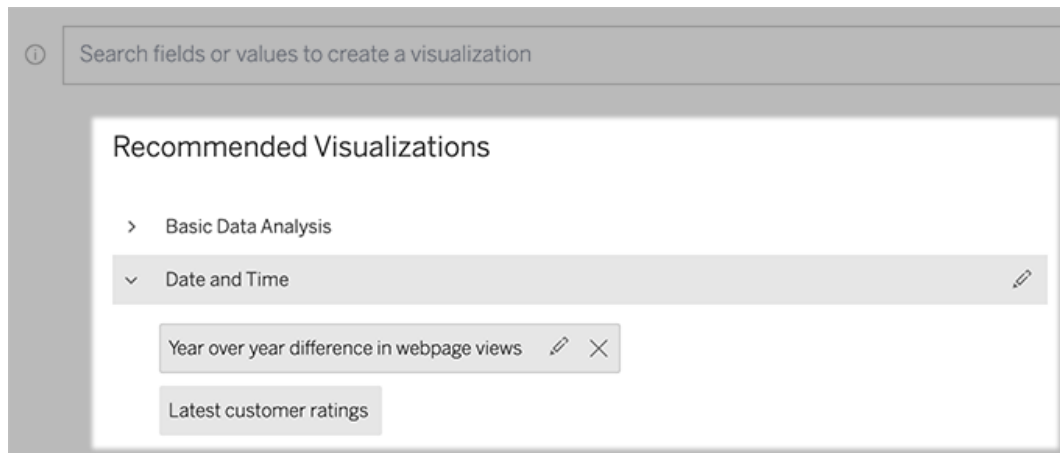 Search fields or values to create a visualization
Recommended Visualizations
Basic Data Analysis
Date and Time
Year over year difference in webpage views
Latest customer ratings